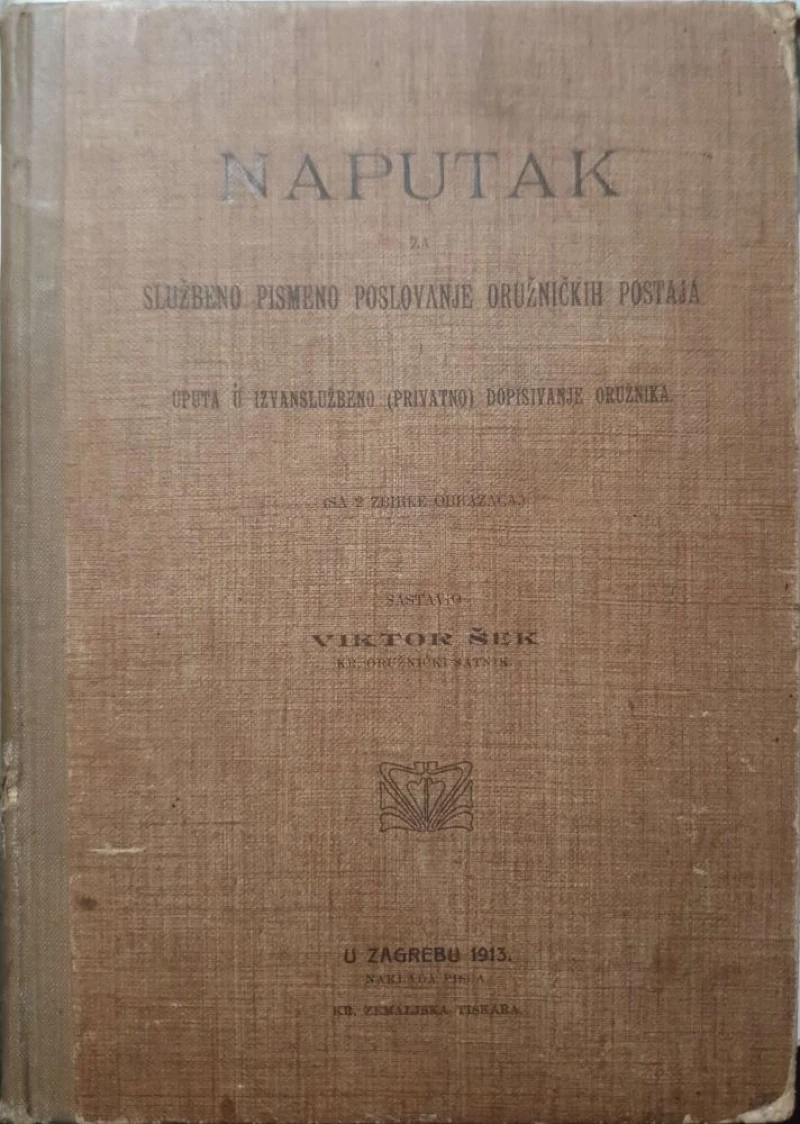 NAPUTAK
ZA
SLUŽBENO PISMENO POSLOVANJE ORUŽNIČKIH POSTAJA
I
UPUTA U IZVANSLUŽBENO (PRIVATNO) DOPISIVANJE ORUŽNIKA.
(SA 2 ZBIRKE OBRAZACA.)
SASTAVIO
VIKTOR ŠEK
KR. ORUŽNIČKI SATNIK.
U ZAGREBU 1913.
NAKLADA PISCA
KR. ZEMALJSKA TISKARA